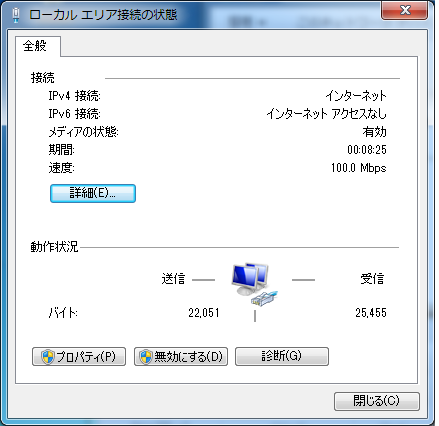 ローカル エリア接続の状態
全般
接続
IPv4 接続: インターネット
IPv6 接続: インターネット アクセスなし
メディアの状態: 有効
期間: 00:08:25
速度: 100.0 Mbps
詳細(E)...
動作状況
送信 受信
バイト: 22,051 25,455
プロパティ(P) 無効にする(D) 診断(G)
閉じる(C)